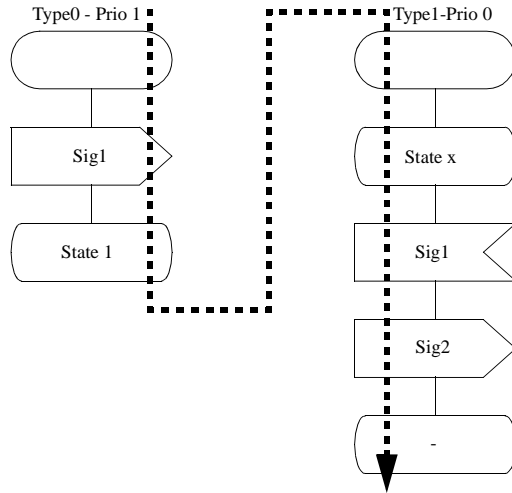 Type0 - Prio 1
Type1-Prio 0
Sig1
State x
State 1
Sig1
Sig2
-